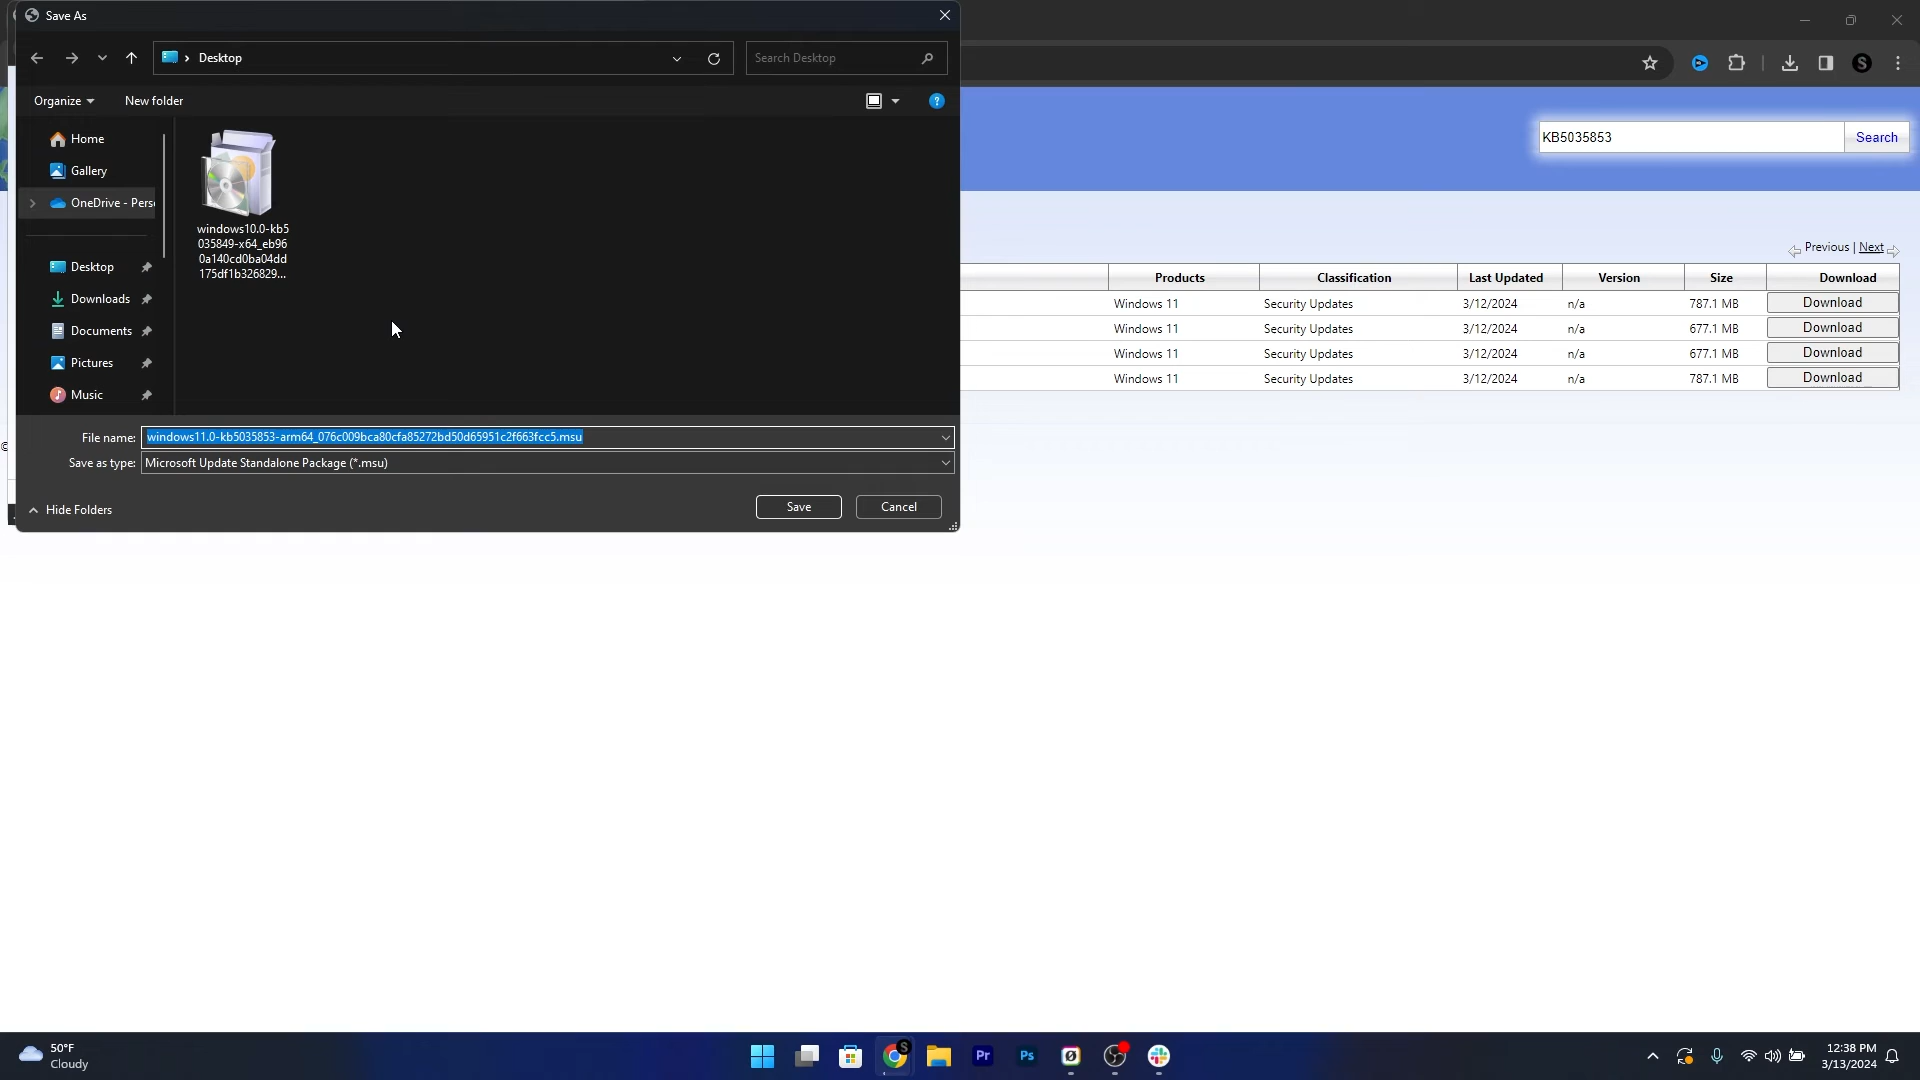 Save As
Desktop
Search Desktop
Organize
New folder
Home
Gallery
OneDrive - Pers
Desktop
Downloads
Documents
Pictures
Music
windows10.0-kb5
035849-x64_eb96
0a140cd0ba04dd
175df1b326829...
File name: windows11.0-kb5035853-arm64_076c009bca80cfa85272bd50d65951c2f663fcc5.msu
Save as type: Microsoft Update Standalone Package (*.msu)
Hide Folders
Save
Cancel
S
KB5035853
Search
Previous | Next
Products Classification Last Updated Version Size Download
Windows 11 Security Updates 3/12/2024 n/a 787.1 MB Download
Windows 11 Security Updates 3/12/2024 n/a 677.1 MB Download
Windows 11 Security Updates 3/12/2024 n/a 677.1 MB Download
Windows 11 Security Updates 3/12/2024 n/a 787.1 MB Download
50°F
Cloudy
S
Pr
Ps
12:38 PM
3/13/2024